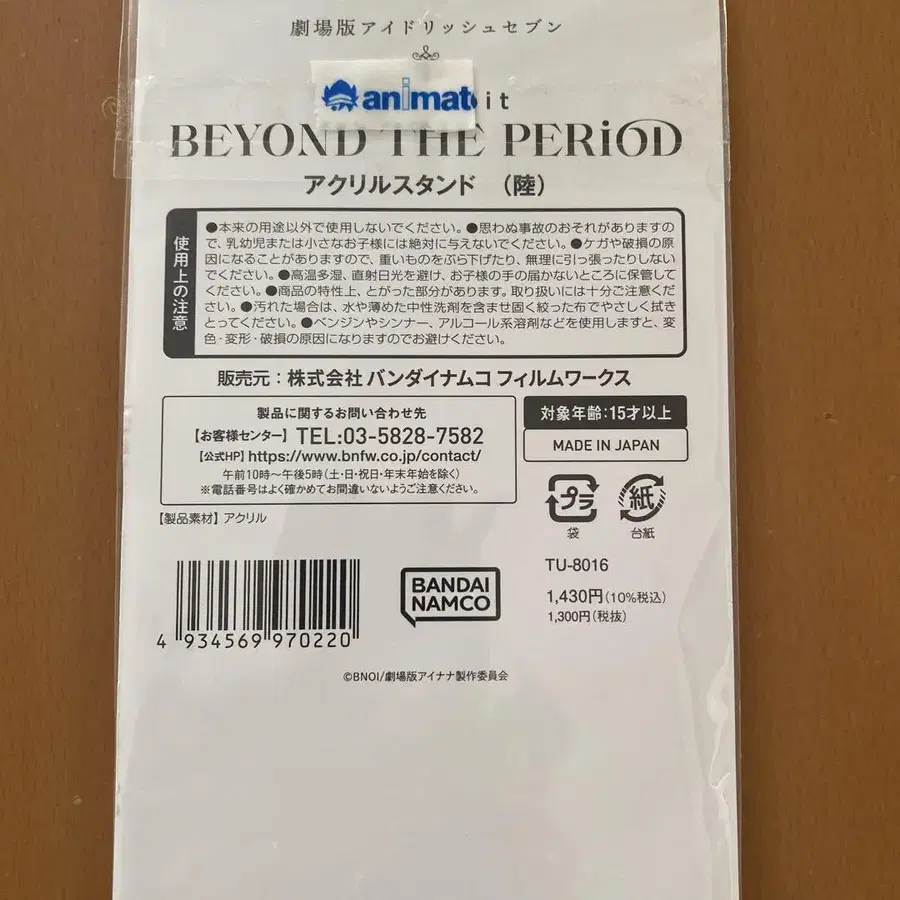 劇場版アイドリッシュセブン
animat
it
BEYOND THE PERiOD
アクリルスタンド （陸）
使用上の注意
●本来の用途以外で使用しないでください。●思わぬ事故のおそれがありますの
で、乳幼児または小さなお子様には絶対に与えないでください。●ケガや破損の原
因になることがありますので、重いものをぶら下げたり、無理に引っ張ったりしない
でください。●高温多湿、直射日光を避け、お子様の手の届かないところに保管して
ください。●商品の特性上、とがった部分があります。取り扱いには十分ご注意くだ
さい。●汚れた場合は、水や薄めた中性洗剤を含ませ固く絞った布でやさしく拭き
とってください。●ベンジンやシンナー、アルコール系溶剤などを使用しますと、変
色・変形・破損の原因になりますのでお避けください。
販売元：株式会社 バンダイナムコ フィルムワークス
製品に関するお問い合わせ先
【お客様センター】 TEL:03-5828-7582
【公式HP】https://www.bnfw.co.jp/contact/
午前10時～午後5時（土・日・祝日・年末年始を除く）
※電話番号はよく確かめてお間違いないようご注意ください。
対象年齢：15才以上
MADE IN JAPAN
プラ
袋
紙
台紙
【製品素材】アクリル
TU-8016
1,430円（10%税込）
1,300円（税抜）
BANDAI
NAMCO
4 934569 970220
©BNOI/劇場版アイナナ製作委員会